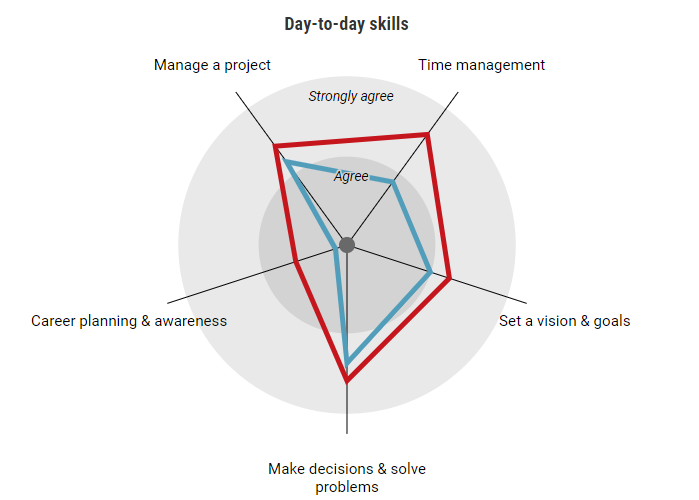 Day-to-day skills
Manage a project
Time management
Strongly agree
Agree
Career planning & awareness
Set a vision & goals
Make decisions & solve
problems